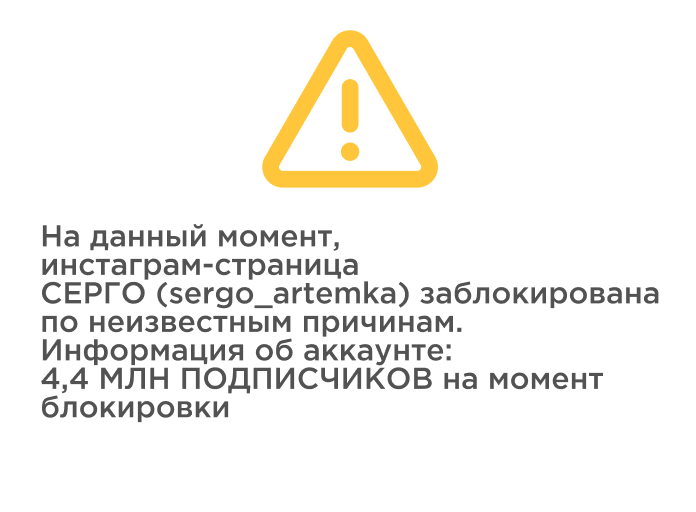 На данный момент,
инстаграм-страница
СЕРГО (sergo_artemka) заблокирована
по неизвестным причинам.
Информация об аккаунте:
4,4 МЛН ПОДПИСЧИКОВ на момент
блокировки